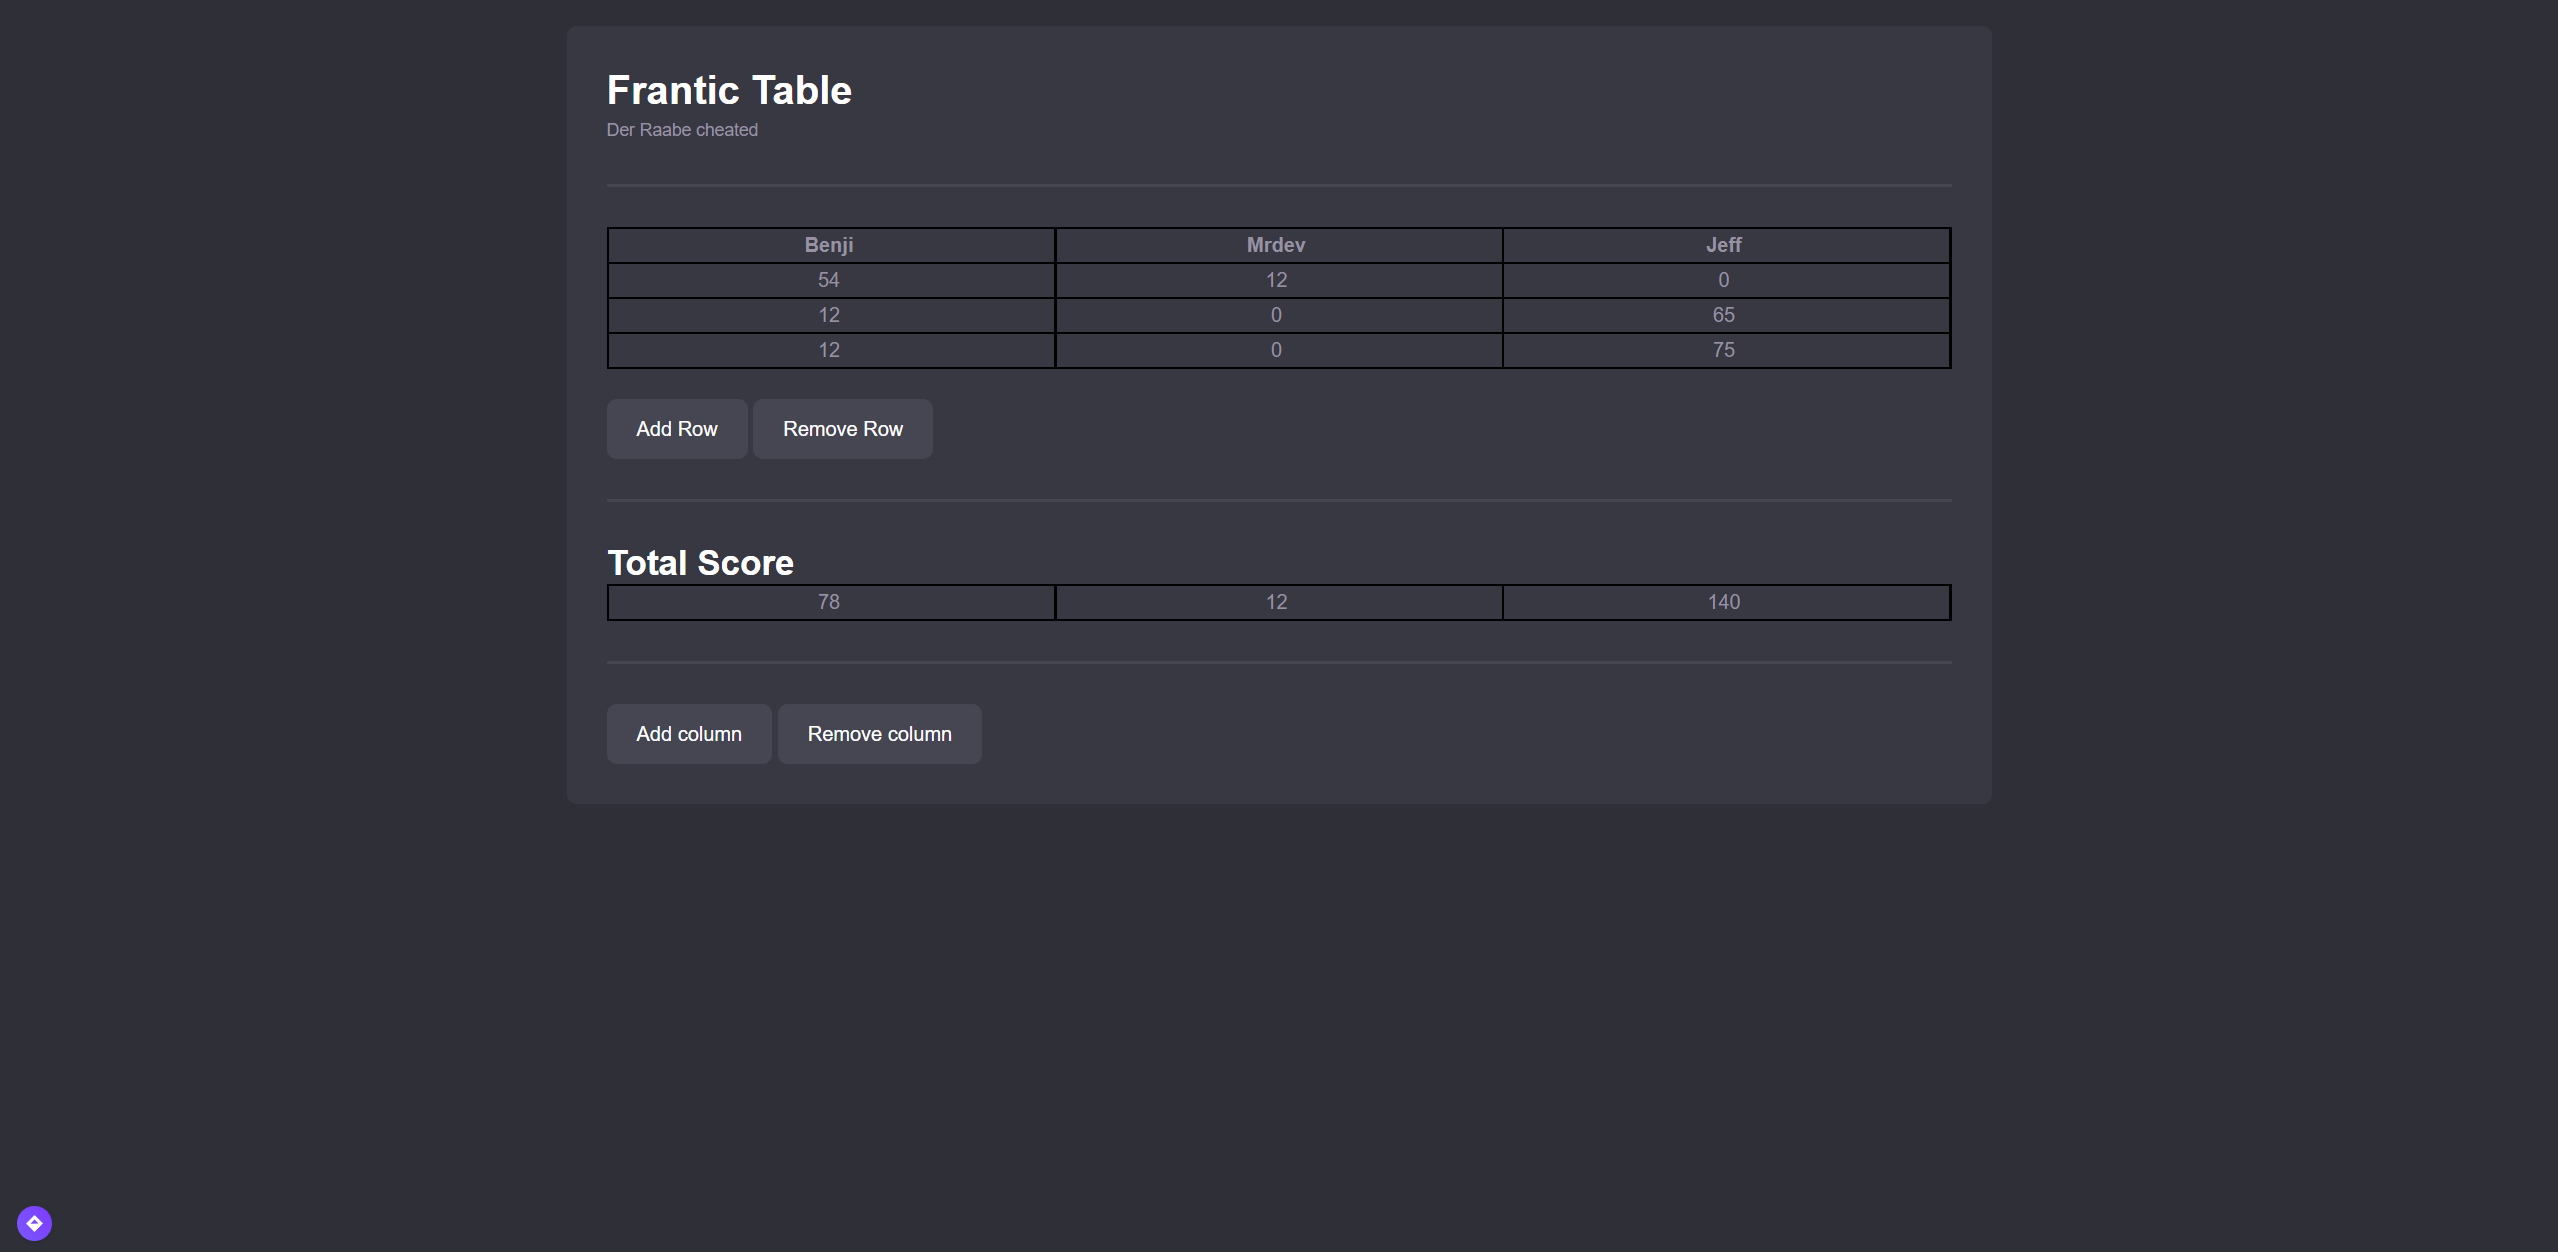 Frantic Table
Der Raabe cheated
Benji Mrdev Jeff
54 12 0
12 0 65
12 0 75
Add Row Remove Row
Total Score
78 12 140
Add column Remove column